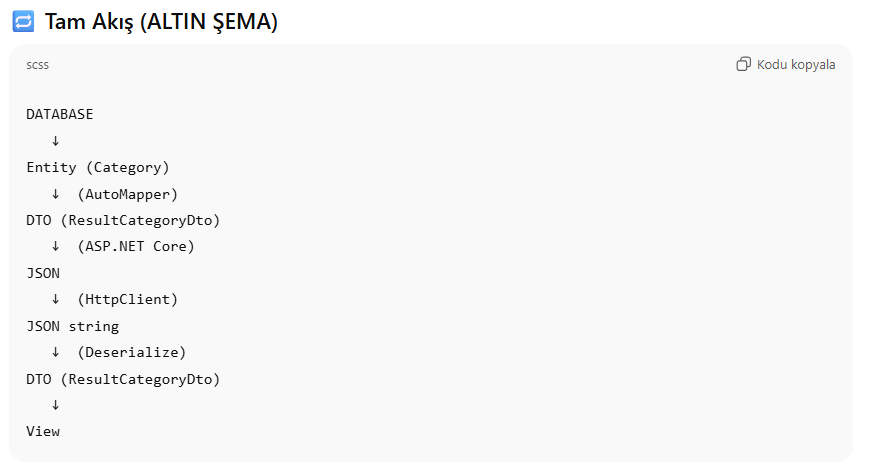 🔁 Tam Akış (ALTIN ŞEMA)
scss
Kodu kopyala
DATABASE
↓
Entity (Category)
↓ (AutoMapper)
DTO (ResultCategoryDto)
↓ (ASP.NET Core)
JSON
↓ (HttpClient)
JSON string
↓ (Deserialize)
DTO (ResultCategoryDto)
↓
View